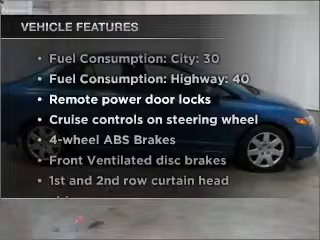 VEHICLE FEATURES
• Fuel Consumption: City: 30
• Fuel Consumption: Highway: 40
• Remote power door locks
• Cruise controls on steering wheel
• 4-wheel ABS Brakes
• Front Ventilated disc brakes
• 1st and 2nd row curtain head